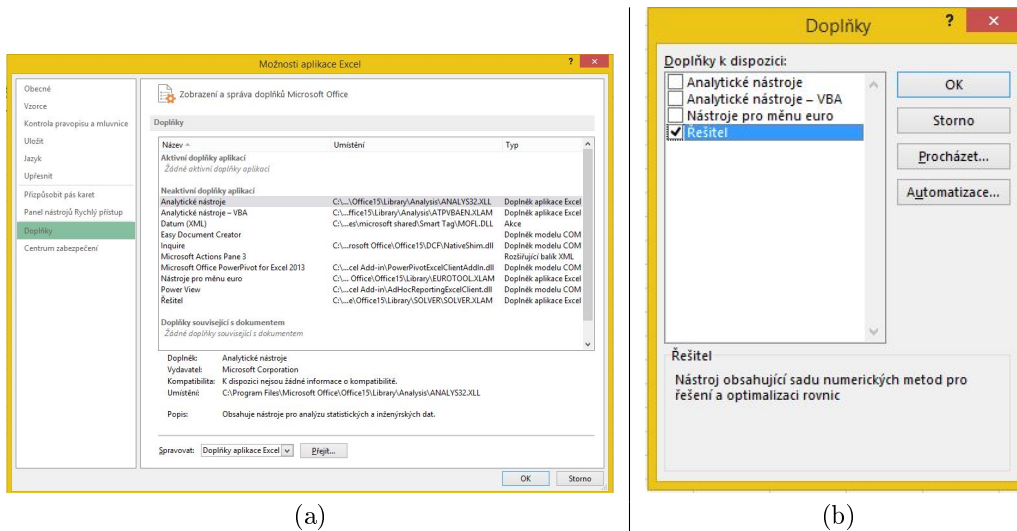 Možnosti aplikace Excel
Obecné
Vzorce
Kontrola pravopisu a mluvnice
Uložit
Jazyk
Upřesnit
Přizpůsobit pás karet
Panel nástrojů Rychlý přístup
Doplňky
Centrum zabezpečení
Zobrazení a správa doplňků Microsoft Office
Doplňky
Název Umístění Typ
Aktivní doplňky aplikací
Žádné aktivní doplňky aplikací
Neaktivní doplňky aplikací
Analytické nástroje C:\...\Office15\Library\Analysis\ANALYS32.XLL Doplněk aplikace Excel
Analytické nástroje – VBA C:\...ffice15\Library\Analysis\ATPVBAEN.XLAM Doplněk aplikace Excel
Datum (XML) C:\...es\microsoft shared\Smart Tag\MOFL.DLL Akce
Easy Document Creator Doplněk modelu COM
Inquire C:\...rosoft Office\Office15\DCF\NativeShim.dll Doplněk modelu COM
Microsoft Actions Pane 3 Rozšiřující balík XML
Microsoft Office PowerPivot for Excel 2013 C:\...cel Add-in\PowerPivotExcelClientAddIn.dll Doplněk modelu COM
Nástroje pro měnu euro C:\... Office\Office15\Library\EUROTOOL.XLAM Doplněk aplikace Excel
Power View C:\...cel Add-in\AdHocReportingExcelClient.dll Doplněk modelu COM
Řešitel C:\...e\Office15\Library\SOLVER\SOLVER.XLAM Doplněk aplikace Excel
Doplňky související s dokumentem
Žádné doplňky související s dokumentem
Doplněk: Analytické nástroje
Vydavatel: Microsoft Corporation
Kompatibilita: K dispozici nejsou žádné informace o kompatibilitě.
Umístění: C:\Program Files\Microsoft Office\Office15\Library\Analysis\ANALYS32.XLL
Popis: Obsahuje nástroje pro analýzu statistických a inženýrských dat.
Spravovat: Doplňky aplikace Excel Přejít...
OK Storno
(a)
Doplňky
Doplňky k dispozici:
Analytické nástroje
Analytické nástroje – VBA
Nástroje pro měnu euro
Řešitel
OK
Storno
Procházet...
Automatizace...
Řešitel
Nástroj obsahující sadu numerických metod pro
řešení a optimalizaci rovnic
(b)